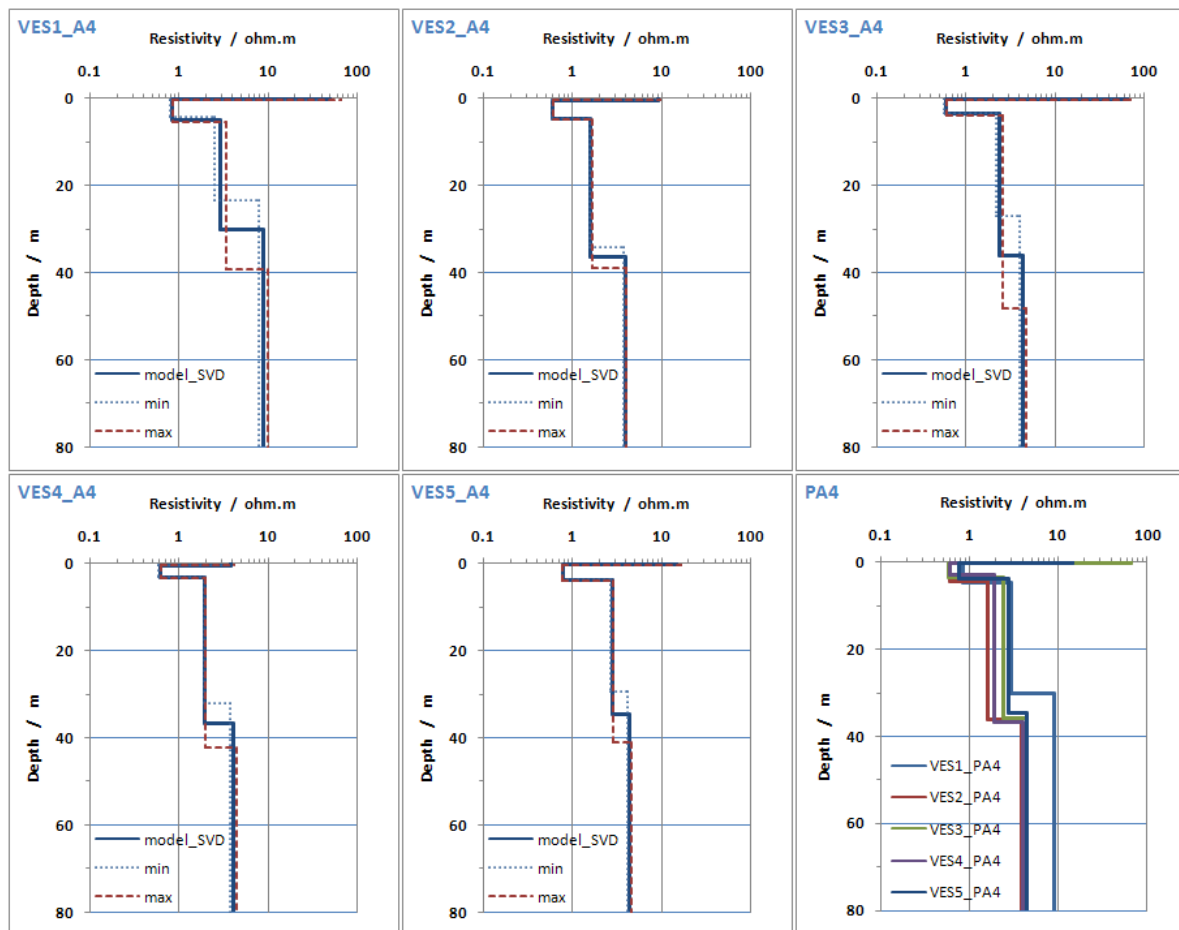 VES1_A4
Resistivity / ohm.m
0.1 1 10 100
0
20
40
60
80
Depth / m
model_SVD
min
max
VES2_A4
Resistivity / ohm.m
0.1 1 10 100
0
20
40
60
80
Depth / m
model_SVD
min
max
VES3_A4
Resistivity / ohm.m
0.1 1 10 100
0
20
40
60
80
Depth / m
model_SVD
min
max
VES4_A4
Resistivity / ohm.m
0.1 1 10 100
0
20
40
60
80
Depth / m
model_SVD
min
max
VES5_A4
Resistivity / ohm.m
0.1 1 10 100
0
20
40
60
80
Depth / m
model_SVD
min
max
PA4
Resistivity / ohm.m
0.1 1 10 100
0
20
40
60
80
Depth / m
VES1_PA4
VES2_PA4
VES3_PA4
VES4_PA4
VES5_PA4